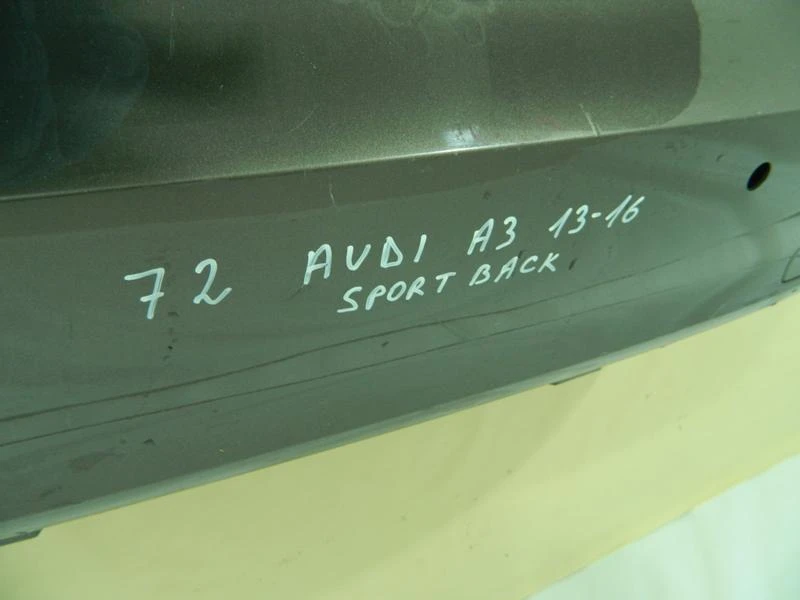 72 AUDI A3 13-16
SPORT BACK